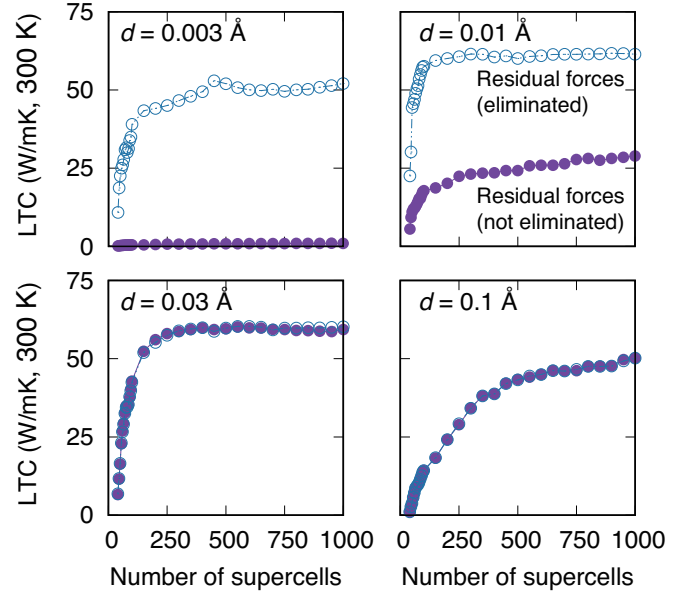 d = 0.003 Å
d = 0.01 Å
LTC (W/mK, 300 K)
75
50
25
0
Residual forces
(eliminated)
Residual forces
(not eliminated)
d = 0.03 Å
d = 0.1 Å
LTC (W/mK, 300 K)
75
50
25
0
0 250 500 750 1000
0 250 500 750 1000
Number of supercells
Number of supercells